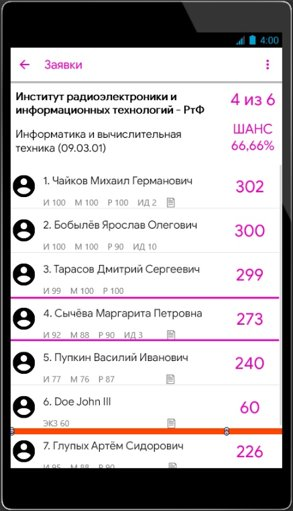 4:00
Заявки
Институт радиоэлектроники и
информационных технологий - РтФ
4 из 6
Информатика и вычислительная
техника (09.03.01)
ШАНС
66,66%
1. Чайков Михаил Германович
302
И 100 М 100 Р 100 ИД 2
2. Бобылёв Ярослав Олегович
300
И 100 М 100 Р 90 ИД 10
3. Тарасов Дмитрий Сергеевич
299
И 99 М 100 Р 100
4. Сычёва Маргарита Петровна
273
И 92 М 88 Р 90 ИД 3
5. Пупкин Василий Иванович
240
И 77 М 76 Р 87
6. Doe John III
60
ЭКЗ 60
7. Глупых Артём Сидорович
226
И 95 М 88 Р 90